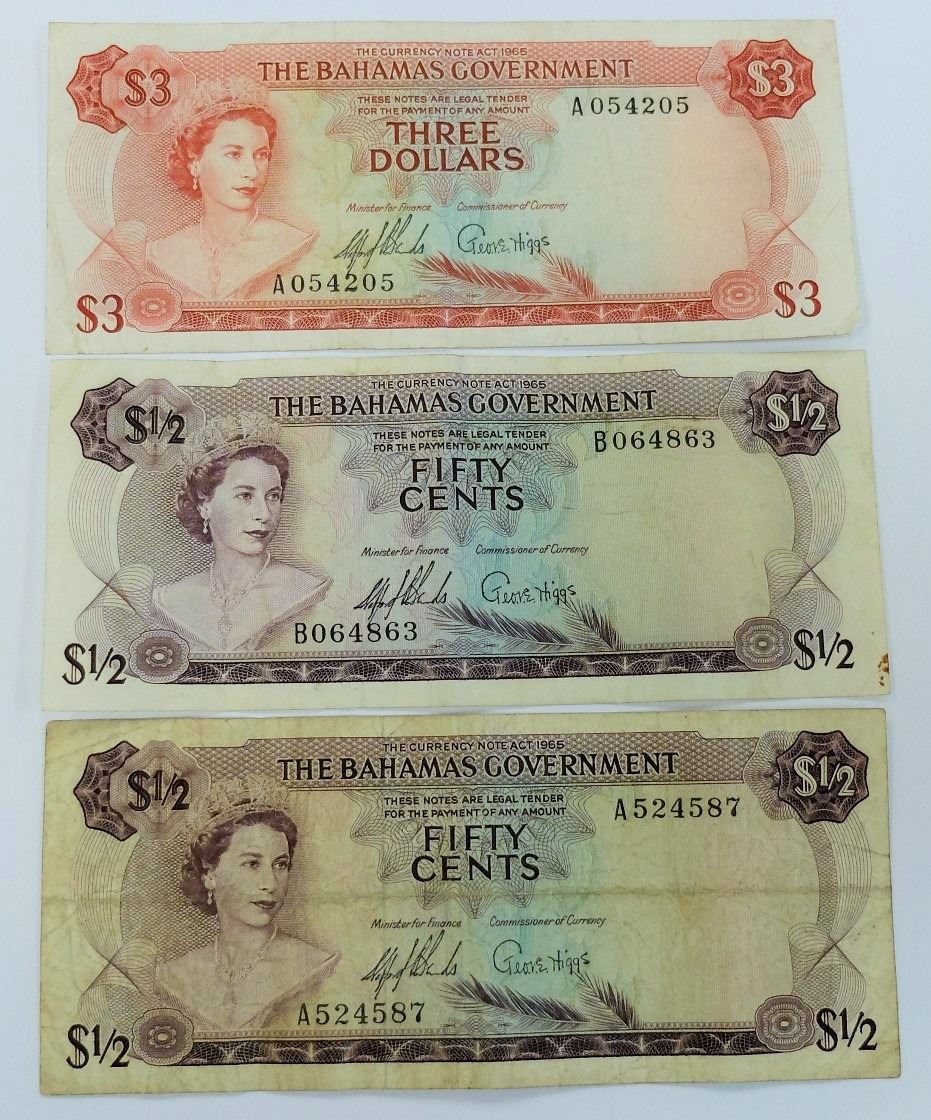 THE CURRENCY NOTE ACT 1965
$3 THE BAHAMAS GOVERNMENT $3
THESE NOTES ARE LEGAL TENDER
FOR THE PAYMENT OF ANY AMOUNT
A054205
THREE
DOLLARS
Minister for Finance Commissioner of Currency
George Higgs
A054205
$3 $3
THE CURRENCY NOTE ACT 1965
$1/2 THE BAHAMAS GOVERNMENT $1/2
THESE NOTES ARE LEGAL TENDER
FOR THE PAYMENT OF ANY AMOUNT
B064863
FIFTY
CENTS
Minister for Finance Commissioner of Currency
George Higgs
B064863
$1/2 $1/2
THE CURRENCY NOTE ACT 1965
$1/2 THE BAHAMAS GOVERNMENT $1/2
THESE NOTES ARE LEGAL TENDER
FOR THE PAYMENT OF ANY AMOUNT
A524587
FIFTY
CENTS
Minister for Finance Commissioner of Currency
George Higgs
A524587
$1/2 $1/2